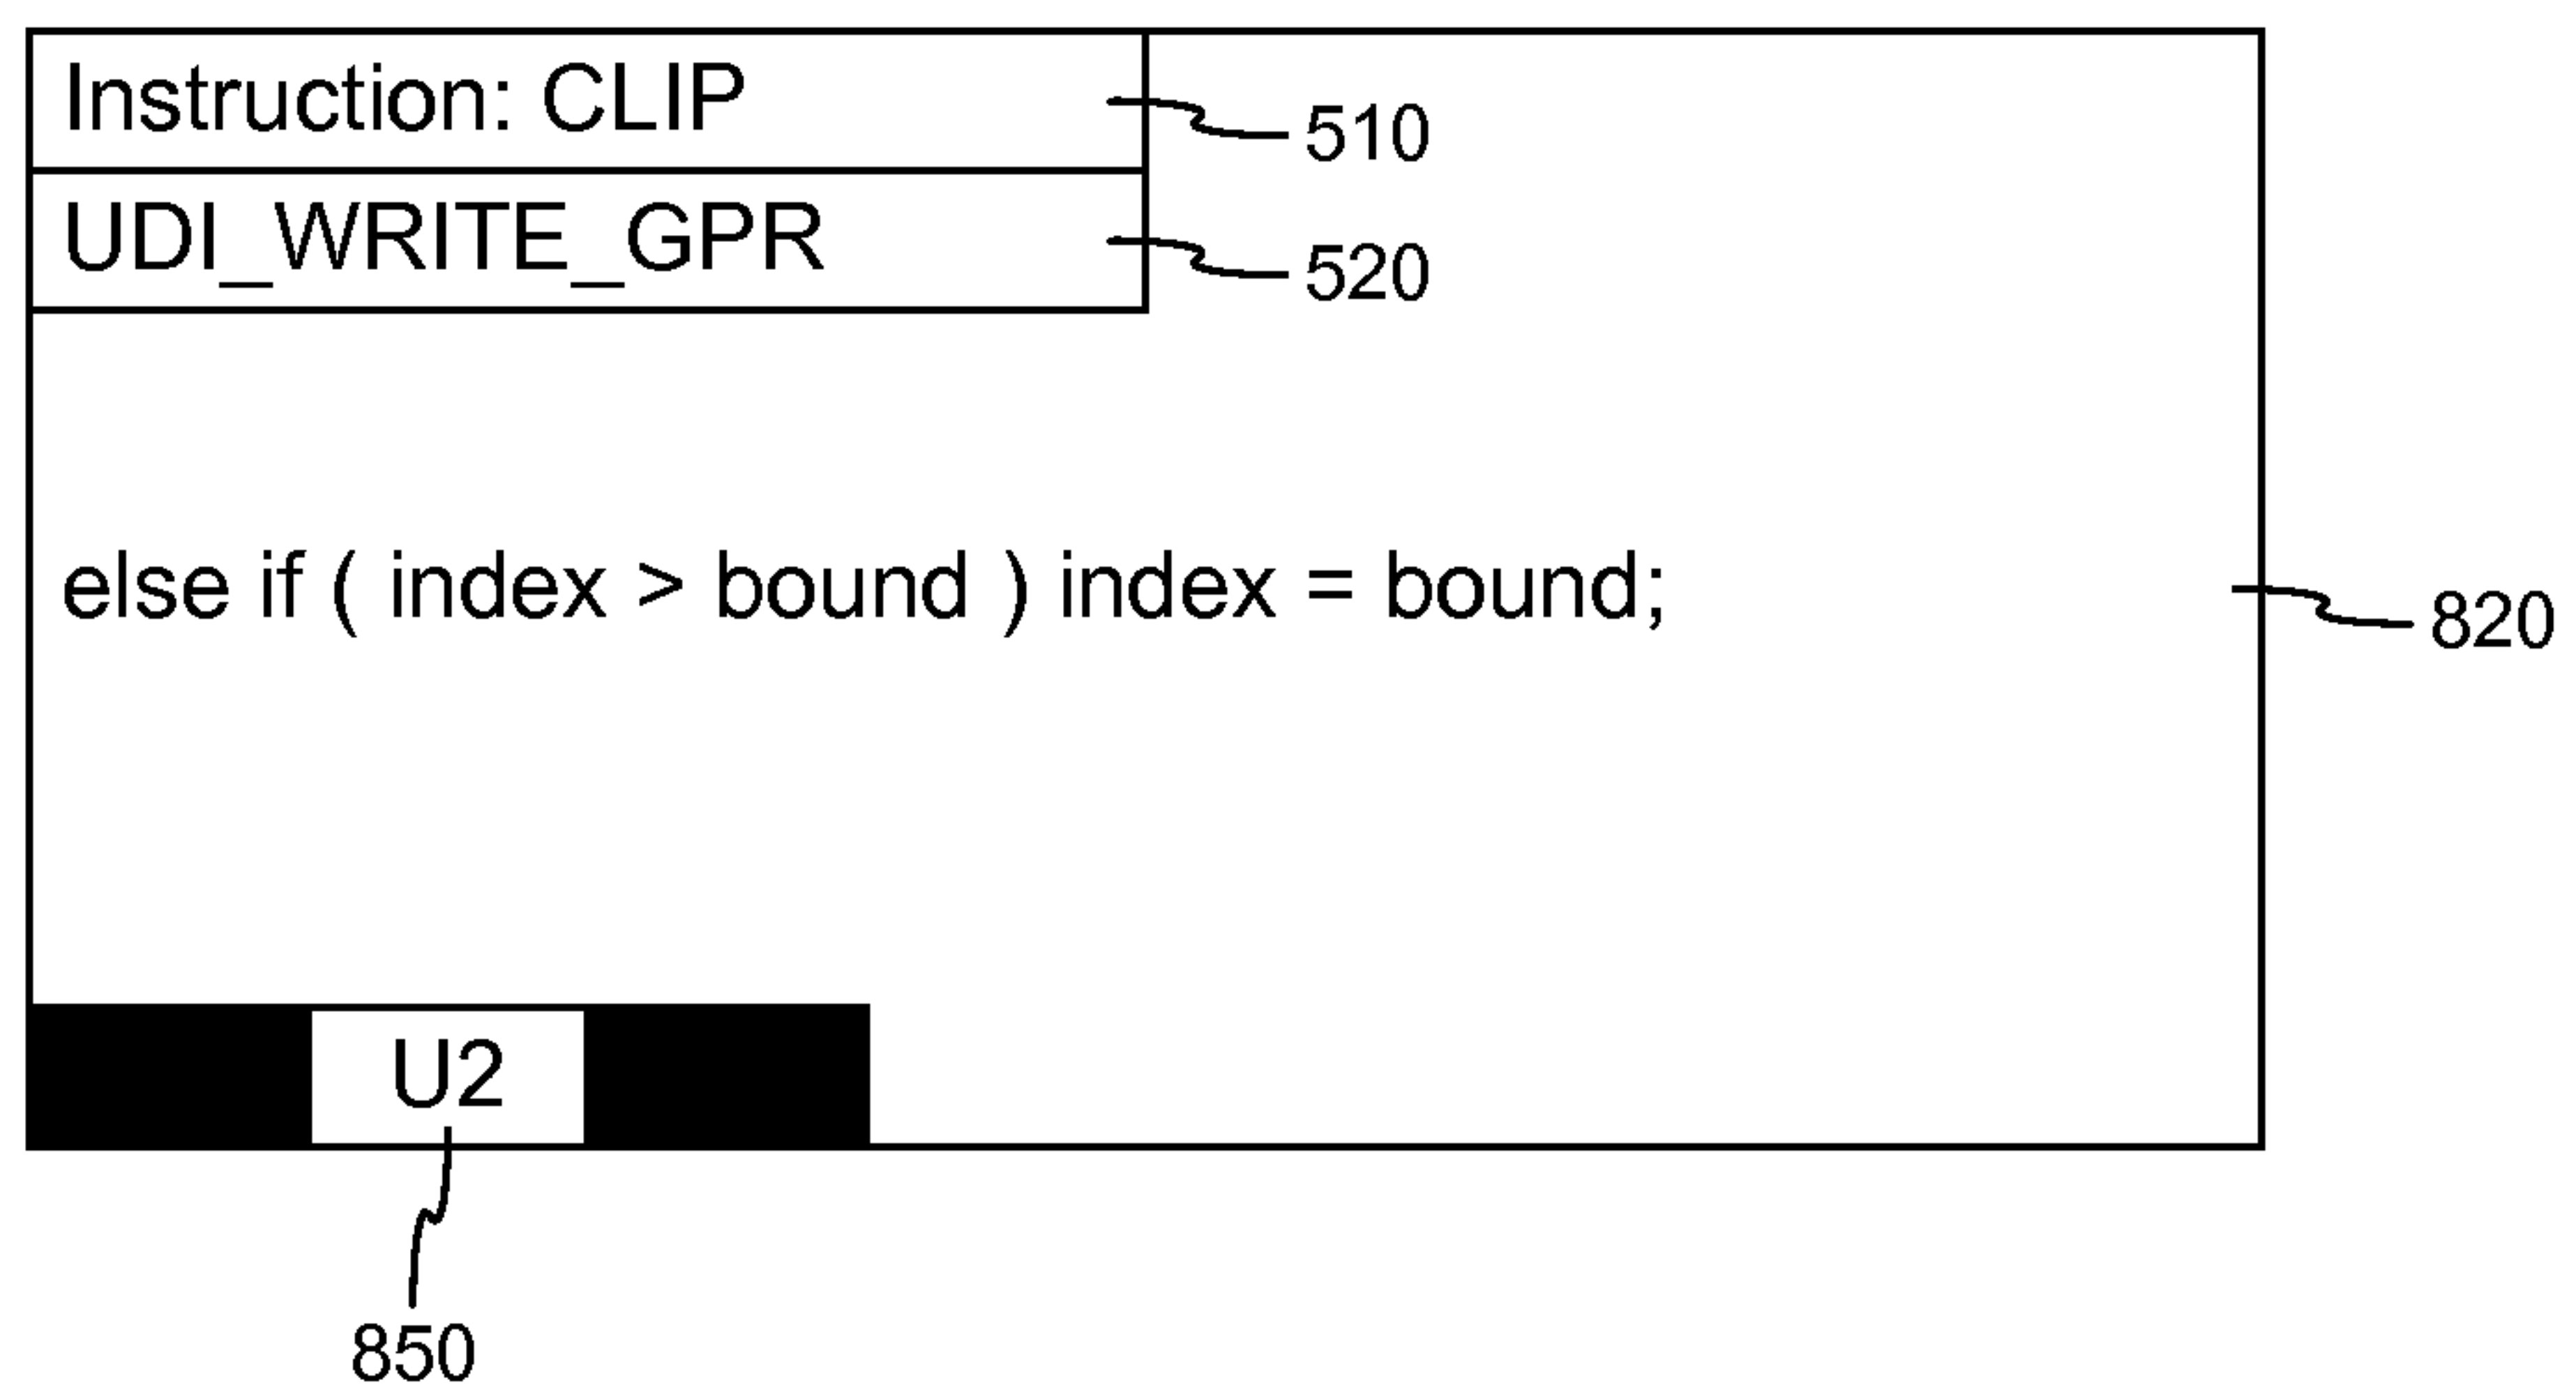 Instruction: CLIP
510
UDI_WRITE_GPR
520
else if ( index > bound ) index = bound;
820
U2
850